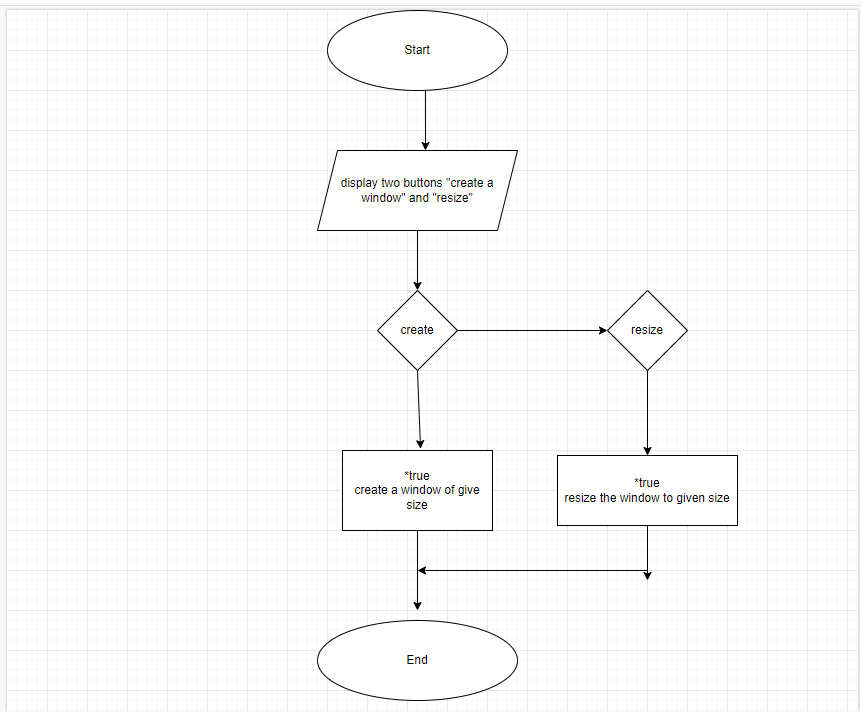 Start
display two buttons "create a
window" and "resize"
create
resize
*true
create a window of give
size
*true
resize the window to given size
End